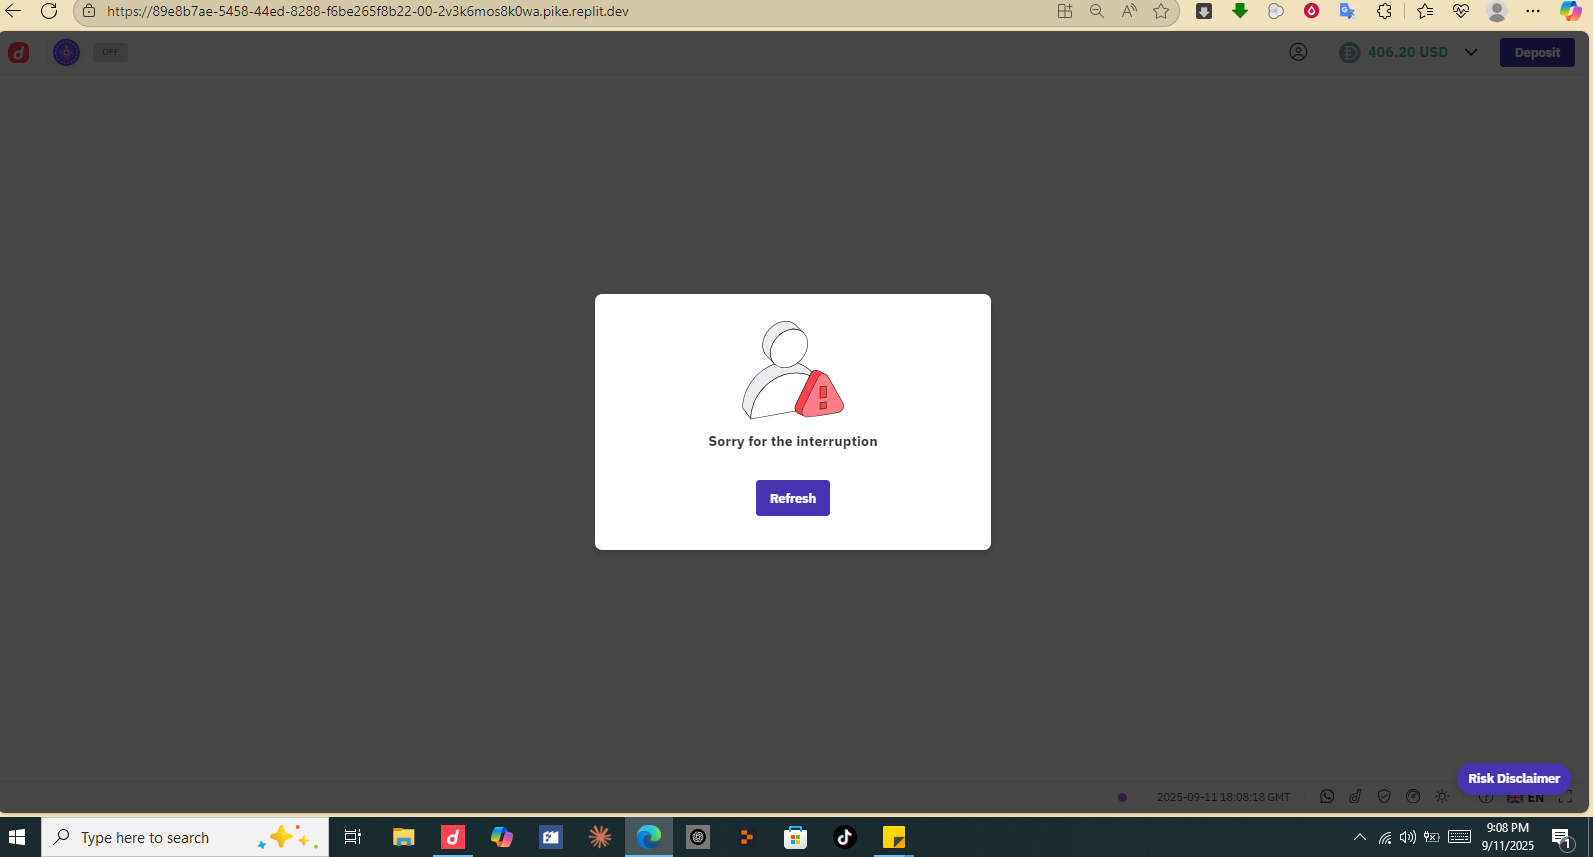 https://89e8b7ae-5458-44ed-8288-f6be265f8b22-00-2v3k6mos8k0wa.pike.replit.dev
OFF
406.20 USD
Deposit
Sorry for the interruption
Refresh
Risk Disclaimer
2025-09-11 18:08:18 GMT
EN
Type here to search
9:08 PM
9/11/2025
1